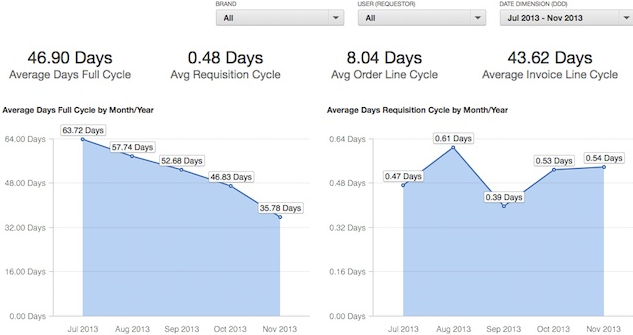 BRAND
USER (REQUESTOR)
DATE DIMENSION (DDD)
All
All
Jul 2013 - Nov 2013
46.90 Days
0.48 Days
8.04 Days
43.62 Days
Average Days Full Cycle
Avg Requisition Cycle
Avg Order Line Cycle
Average Invoice Line Cycle
Average Days Full Cycle by Month/Year
64.00 Days
48.00 Days
32.00 Days
16.00 Days
0.00 Days
63.72 Days
57.74 Days
52.68 Days
46.83 Days
35.78 Days
Jul 2013
Aug 2013
Sep 2013
Oct 2013
Nov 2013
Average Days Requisition Cycle by Month/Year
0.64 Days
0.48 Days
0.32 Days
0.16 Days
0.00 Days
0.47 Days
0.61 Days
0.39 Days
0.53 Days
0.54 Days
Jul 2013
Aug 2013
Sep 2013
Oct 2013
Nov 2013